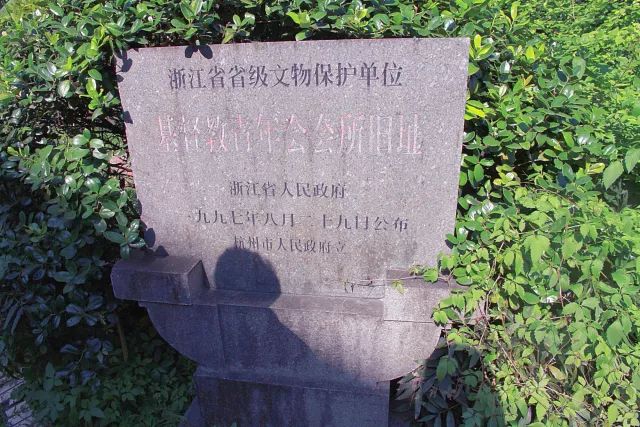 浙江省省级文物保护单位
基督教青年会会所旧址
浙江省人民政府
一九九七年八月二十九日公布
杭州市人民政府立